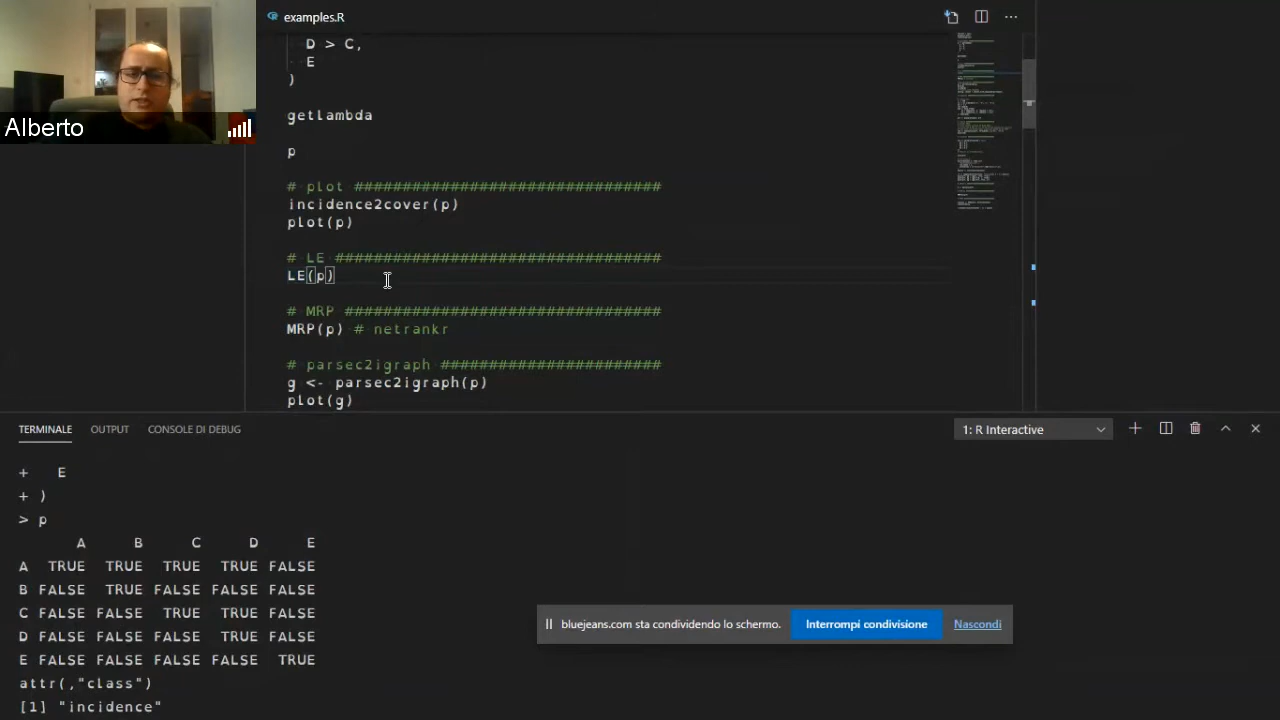 examples.R
Alberto
D > C,
E
)
getlambda
p
# plot ################################
incidence2cover(p)
plot(p)
# LE ##################################
LE(p)
# MRP #################################
MRP(p) # netrankr
# parsec2igraph #######################
g <- parsec2igraph(p)
plot(g)
TERMINALE OUTPUT CONSOLE DI DEBUG
1: R Interactive
+ E
+ )
> p
A B C D E
A TRUE TRUE TRUE TRUE FALSE
B FALSE TRUE FALSE FALSE FALSE
C FALSE FALSE TRUE TRUE FALSE
D FALSE FALSE FALSE TRUE FALSE
E FALSE FALSE FALSE FALSE TRUE
attr(,"class")
[1] "incidence"
bluejeans.com sta condividendo lo schermo. Interrompi condivisione Nascondi